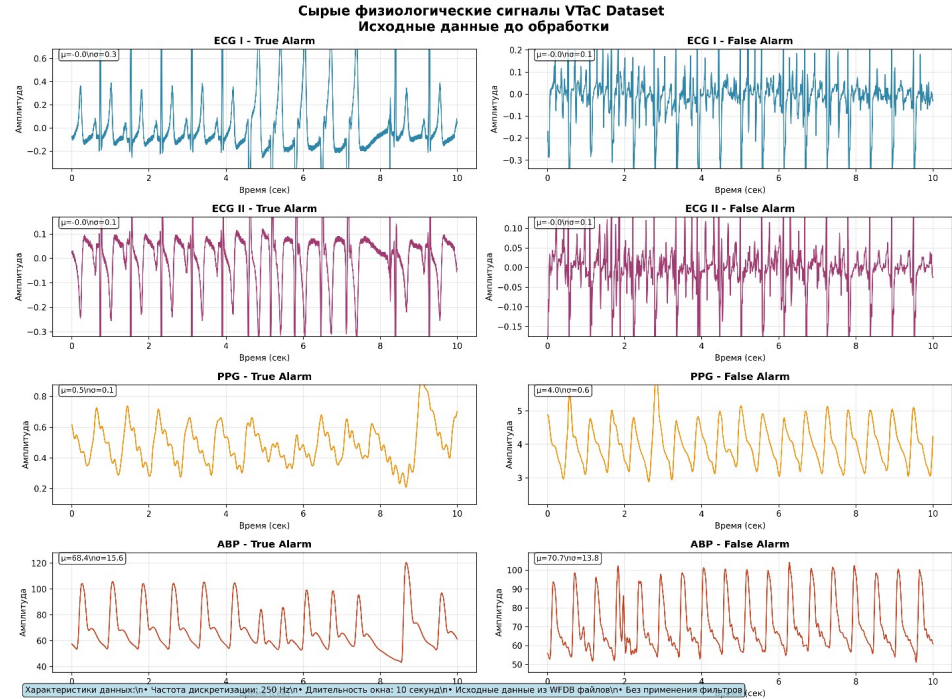 Сырые физиологические сигналы VTaC Dataset
Исходные данные до обработки
ECG I - True Alarm
μ=-0.0\nσ=0.3
Амплитуда
0.6
0.4
0.2
0.0
−0.2
0 2 4 6 8 10
Время (сек)
ECG I - False Alarm
μ=-0.0\nσ=0.1
Амплитуда
0.2
0.1
0.0
−0.1
−0.2
−0.3
0 2 4 6 8 10
Время (сек)
ECG II - True Alarm
μ=-0.0\nσ=0.1
Амплитуда
0.1
0.0
−0.1
−0.2
−0.3
0 2 4 6 8 10
Время (сек)
ECG II - False Alarm
μ=-0.0\nσ=0.1
Амплитуда
0.10
0.05
0.00
−0.05
−0.10
−0.15
0 2 4 6 8 10
Время (сек)
PPG - True Alarm
μ=0.5\nσ=0.1
Амплитуда
0.8
0.6
0.4
0.2
0 2 4 6 8 10
Время (сек)
PPG - False Alarm
μ=4.0\nσ=0.6
Амплитуда
5
4
3
0 2 4 6 8 10
Время (сек)
ABP - True Alarm
μ=68.4\nσ=15.6
Амплитуда
120
100
80
60
40
8 10
ABP - False Alarm
μ=70.7\nσ=13.8
Амплитуда
100
90
80
70
60
50
6 8 10
(сек)
Характеристики данных:\n• Частота дискретизации: 250 Hz\n• Длительность окна: 10 секунд\n• Исходные данные из WFDB файлов\n• Без применения фильтров